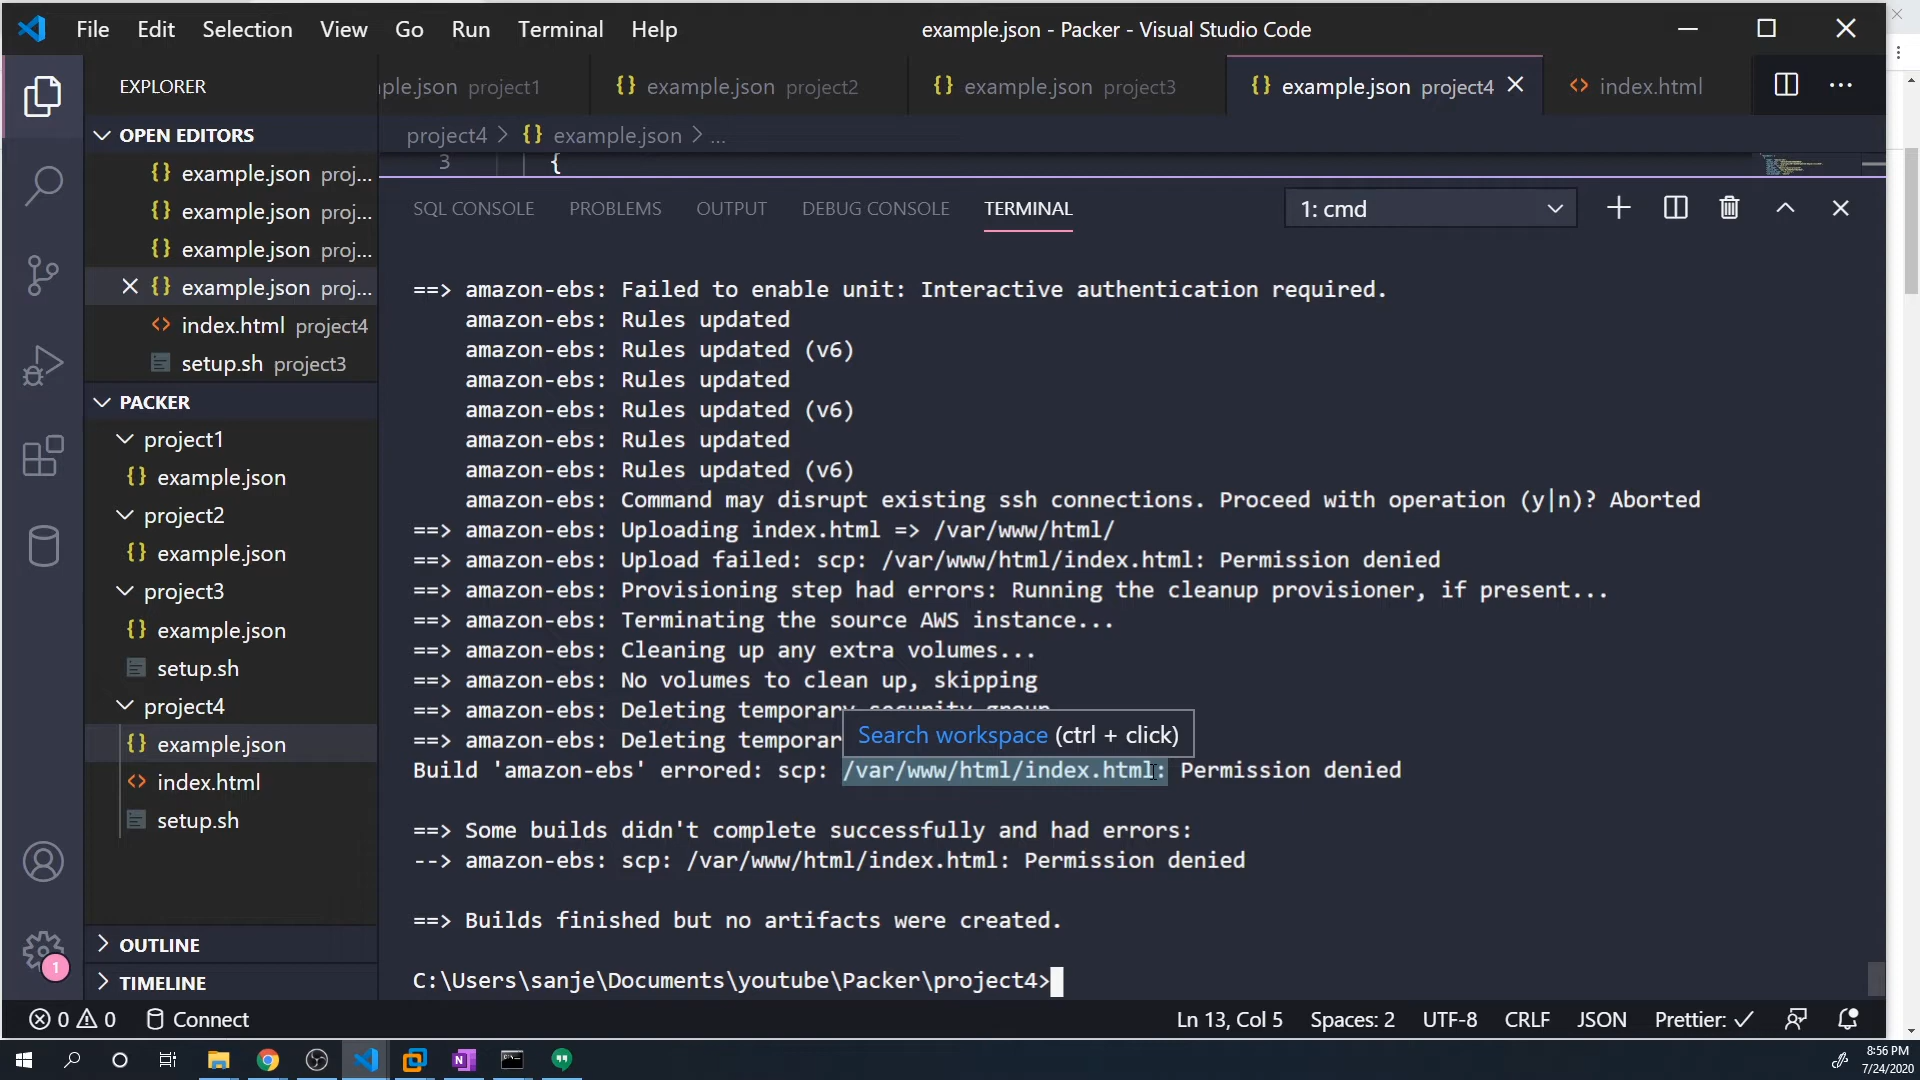 File Edit Selection View Go Run Terminal Help example.json - Packer - Visual Studio Code
EXPLORER
ple.json project1 {} example.json project2 {} example.json project3 {} example.json project4 <> index.html
OPEN EDITORS
{} example.json proj...
{} example.json proj...
{} example.json proj...
{} example.json proj...
<> index.html project4
setup.sh project3
PACKER
project1
{} example.json
project2
{} example.json
project3
{} example.json
setup.sh
project4
{} example.json
<> index.html
setup.sh
OUTLINE
TIMELINE
project4 > {} example.json > ...
3 {
SQL CONSOLE PROBLEMS OUTPUT DEBUG CONSOLE TERMINAL 1: cmd
==> amazon-ebs: Failed to enable unit: Interactive authentication required.
amazon-ebs: Rules updated
amazon-ebs: Rules updated (v6)
amazon-ebs: Rules updated
amazon-ebs: Rules updated (v6)
amazon-ebs: Rules updated
amazon-ebs: Rules updated (v6)
amazon-ebs: Command may disrupt existing ssh connections. Proceed with operation (y|n)? Aborted
==> amazon-ebs: Uploading index.html => /var/www/html/
==> amazon-ebs: Upload failed: scp: /var/www/html/index.html: Permission denied
==> amazon-ebs: Provisioning step had errors: Running the cleanup provisioner, if present...
==> amazon-ebs: Terminating the source AWS instance...
==> amazon-ebs: Cleaning up any extra volumes...
==> amazon-ebs: No volumes to clean up, skipping
==> amazon-ebs: Deleting temporary security group
==> amazon-ebs: Deleting temporar
Search workspace (ctrl + click)
Build 'amazon-ebs' errored: scp: /var/www/html/index.html: Permission denied
==> Some builds didn't complete successfully and had errors:
--> amazon-ebs: scp: /var/www/html/index.html: Permission denied
==> Builds finished but no artifacts were created.
C:\Users\sanje\Documents\youtube\Packer\project4>
1
0 0 Connect Ln 13, Col 5 Spaces: 2 UTF-8 CRLF JSON Prettier: ✓
8:56 PM
7/24/2020